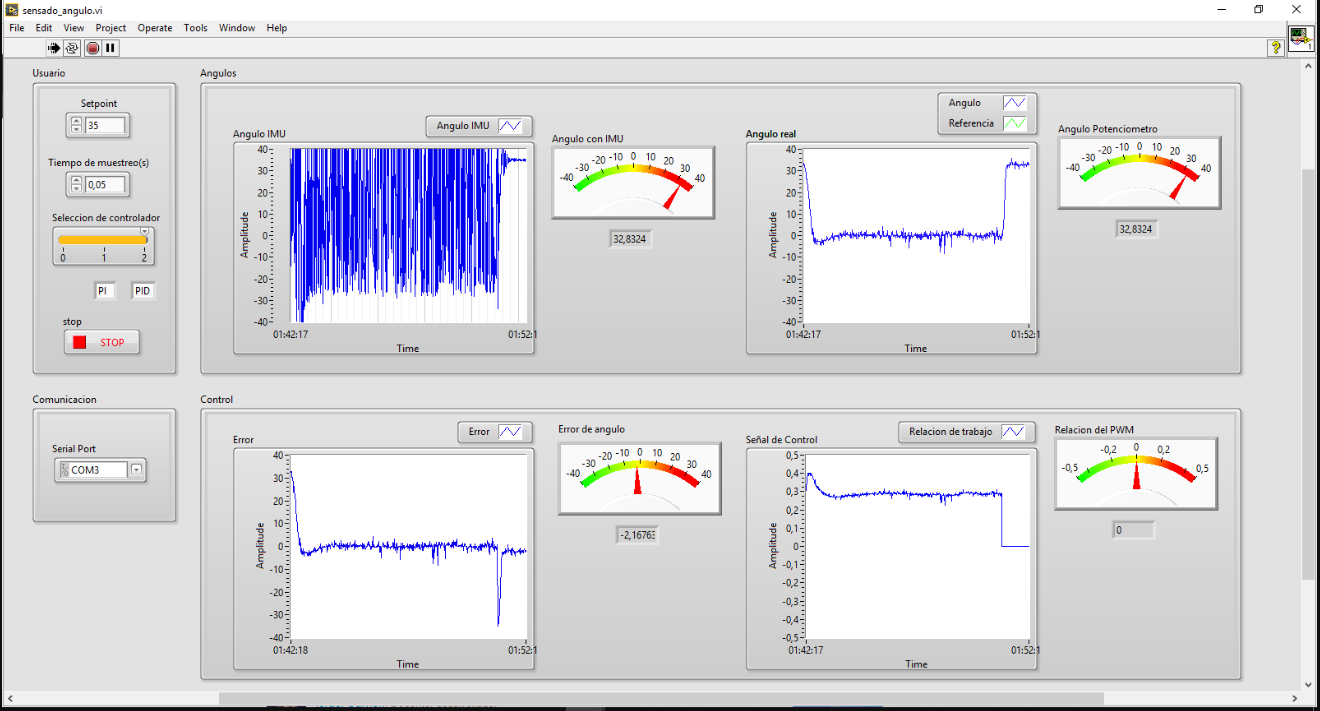 sensado_angulo.vi
File Edit View Project Operate Tools Window Help
Usuario
Setpoint
35
Tiempo de muestreo(s)
0,05
Seleccion de controlador
0 1 2
PI PID
stop
STOP
Comunicacion
Serial Port
COM3
Angulos
Angulo IMU
Angulo IMU
40
30
20
10
0
-10
-20
-30
-40
Amplitude
01:42:17 01:52:1
Time
Angulo con IMU
-40 -30 -20 -10 0 10 20 30 40
32,8324
Angulo
Referencia
Angulo real
40
30
20
10
0
-10
-20
-30
-40
Amplitude
01:42:17 01:52:1
Time
Angulo Potenciometro
-40 -30 -20 -10 0 10 20 30 40
32,8324
Control
Error
Error
40
30
20
10
0
-10
-20
-30
-40
Amplitude
01:42:18 01:52:1
Time
Error de angulo
-40 -30 -20 -10 0 10 20 30 40
-2,1676
Señal de Control
Relacion de trabajo
0,5
0,4
0,3
0,2
0,1
0
-0,1
-0,2
-0,3
-0,4
-0,5
Amplitude
01:42:17 01:52:1
Time
Relacion del PWM
-0,5 -0,2 0 0,2 0,5
0